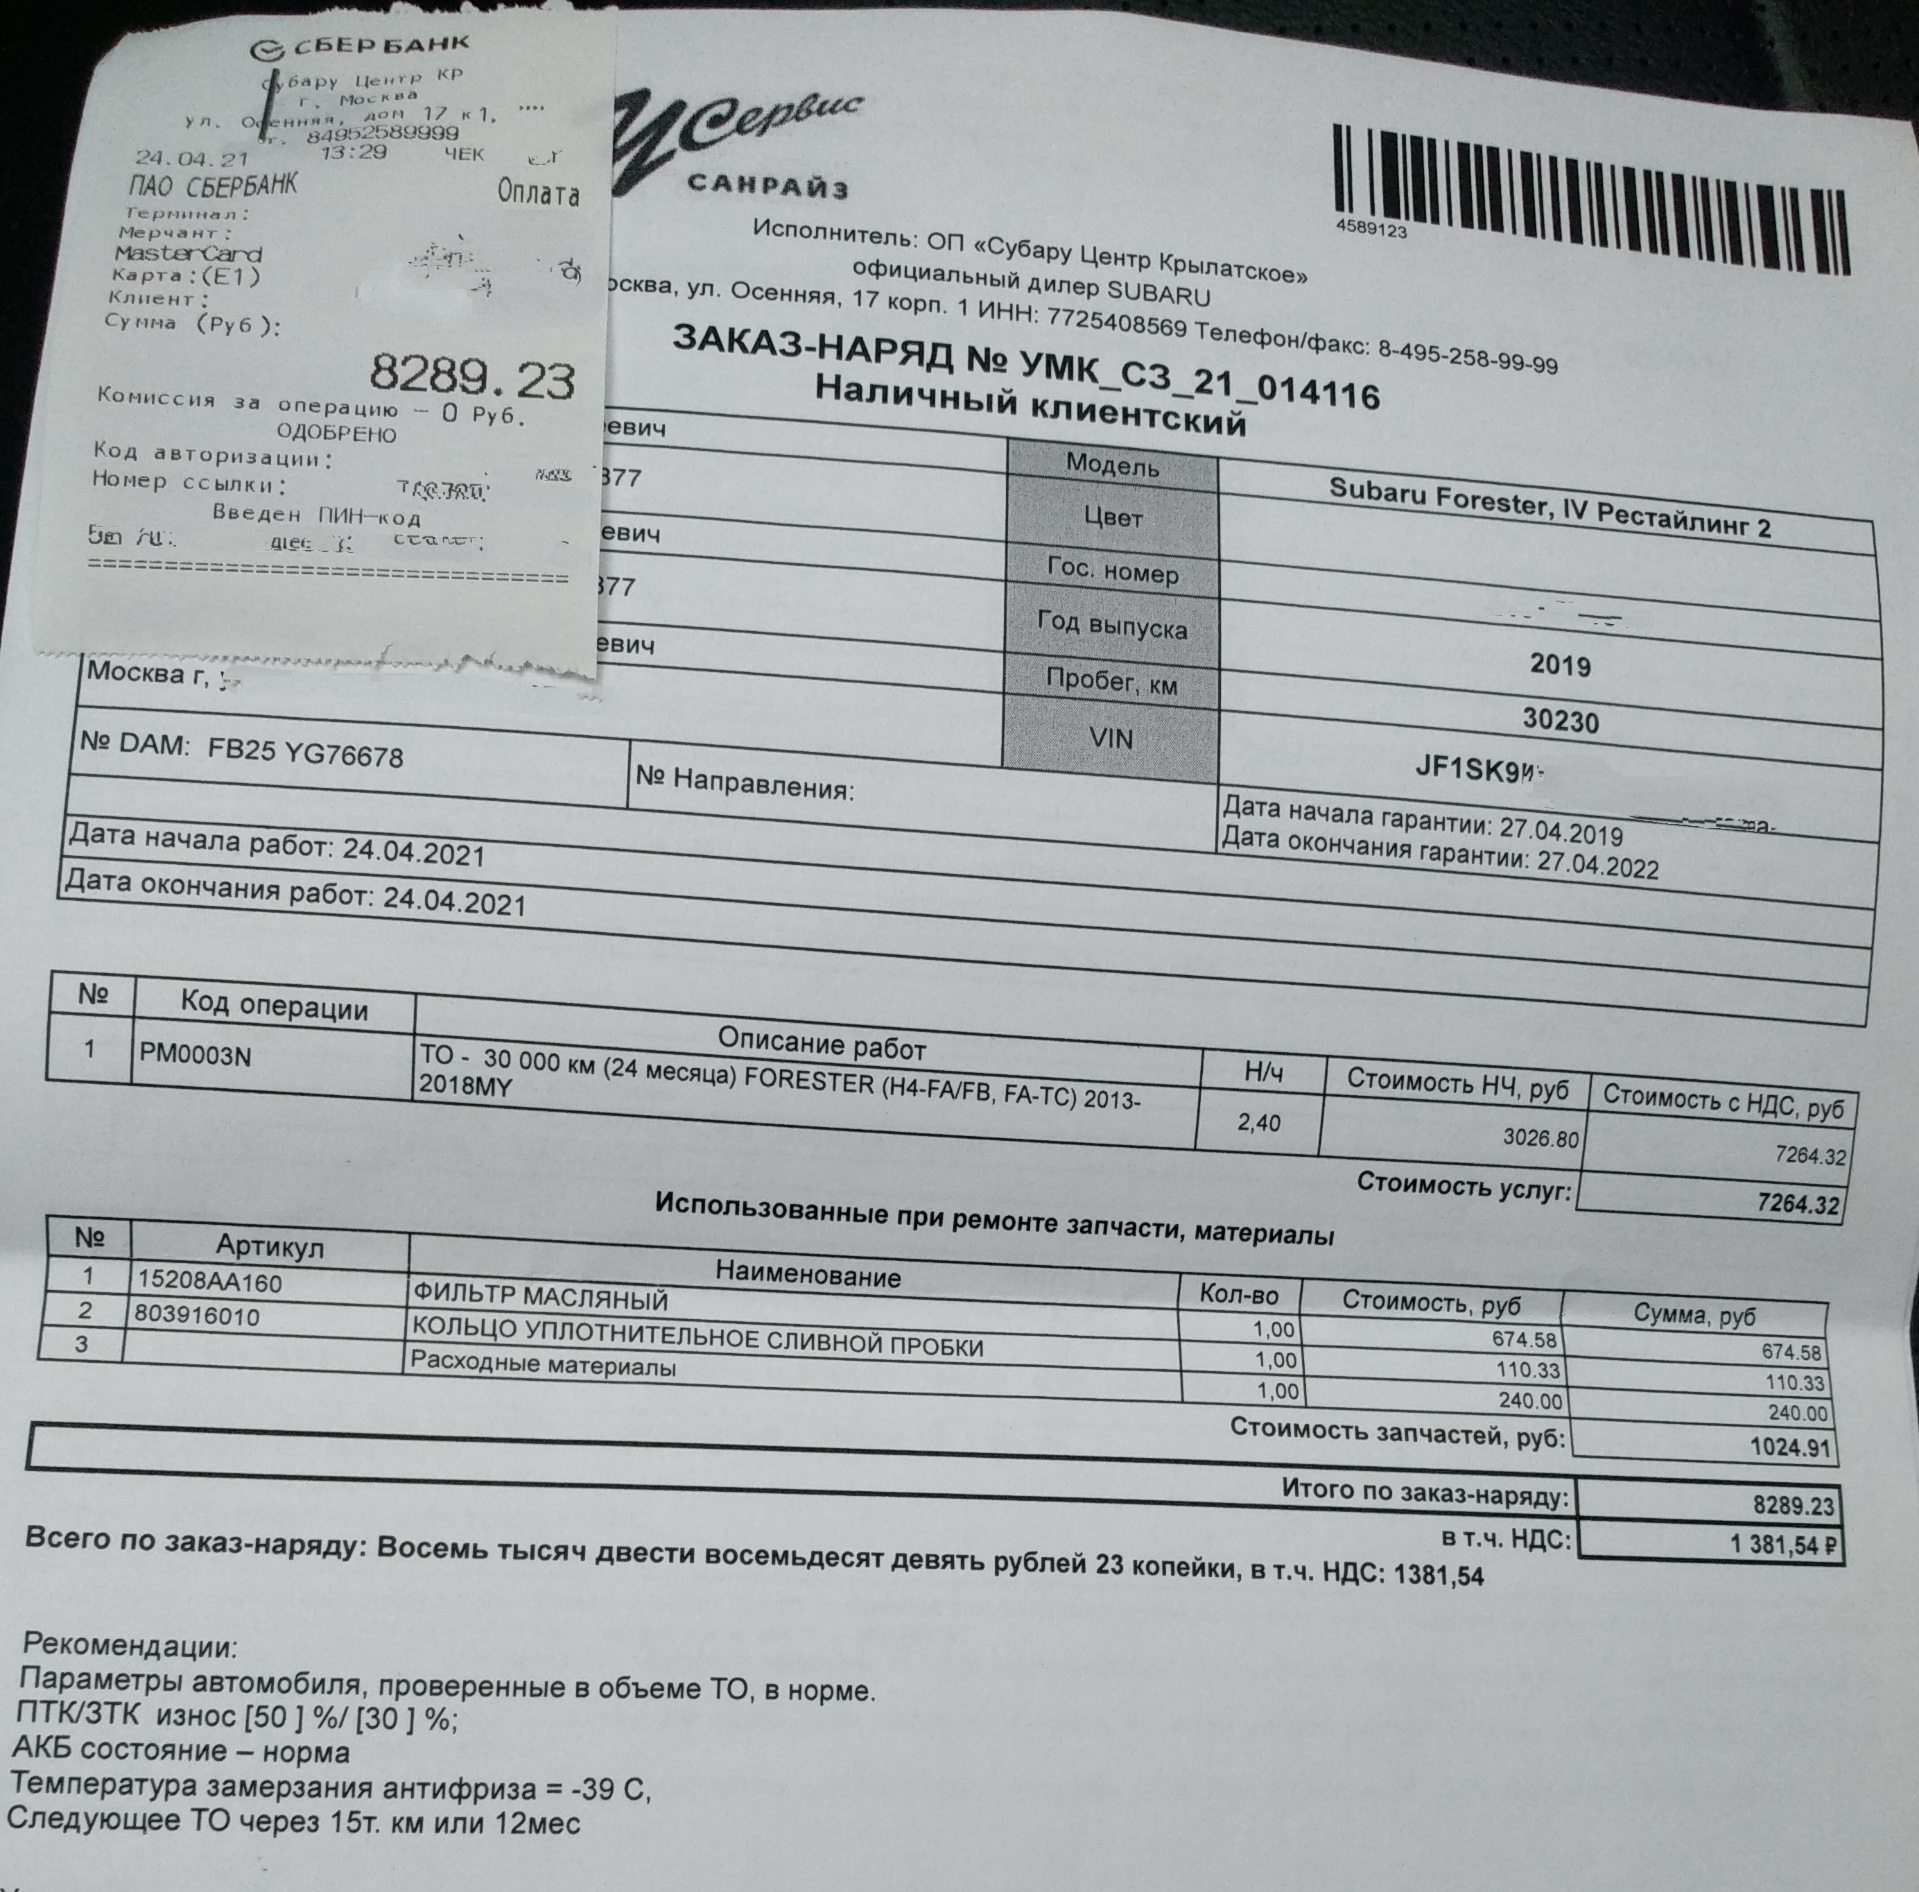 СБЕРБАНК
Субару Центр КР
г. Москва
ул. Осенняя, дом 17 к1,
т. 84952589999
24.04.21 13:29 ЧЕК
ПАО СБЕРБАНК Оплата
Терминал:
Мерчант:
MasterCard
Карта:(E1)
Клиент:
Сумма (Руб):
8289.23
Комиссия за операцию – 0 Руб.
ОДОБРЕНО
Код авторизации:
Номер ссылки:
Введен ПИН-код
================================
У Сервис
САНРАЙЗ
4589123
Исполнитель: ОП «Субару Центр Крылатское»
официальный дилер SUBARU
осква, ул. Осенняя, 17 корп. 1 ИНН: 7725408569 Телефон/факс: 8-495-258-99-99
ЗАКАЗ-НАРЯД № УМК_СЗ_21_014116
Наличный клиентский
евич Модель Subaru Forester, IV Рестайлинг 2
377 Цвет
евич Гос. номер
377 Год выпуска 2019
евич Пробег, км 30230
Москва г, VIN JF1SK9
№ DAM: FB25 YG76678 № Направления:
Дата начала гарантии: 27.04.2019
Дата окончания гарантии: 27.04.2022
Дата начала работ: 24.04.2021
Дата окончания работ: 24.04.2021
№ Код операции Описание работ Н/ч Стоимость НЧ, руб Стоимость с НДС, руб
1 PM0003N ТО - 30 000 км (24 месяца) FORESTER (H4-FA/FB, FA-TC) 2013-
2018MY 2,40 3026.80 7264.32
Стоимость услуг: 7264.32
Использованные при ремонте запчасти, материалы
№ Артикул Наименование Кол-во Стоимость, руб Сумма, руб
1 15208AA160 ФИЛЬТР МАСЛЯНЫЙ 1,00 674.58 674.58
2 803916010 КОЛЬЦО УПЛОТНИТЕЛЬНОЕ СЛИВНОЙ ПРОБКИ 1,00 110.33 110.33
3 Расходные материалы 1,00 240.00 240.00
Стоимость запчастей, руб: 1024.91
Итого по заказ-наряду: 8289.23
в т.ч. НДС: 1 381,54 ₽
Всего по заказ-наряду: Восемь тысяч двести восемьдесят девять рублей 23 копейки, в т.ч. НДС: 1381,54
Рекомендации:
Параметры автомобиля, проверенные в объеме ТО, в норме.
ПТК/ЗТК износ [50 ] %/ [30 ] %;
АКБ состояние – норма
Температура замерзания антифриза = -39 С,
Следующее ТО через 15т. км или 12мес